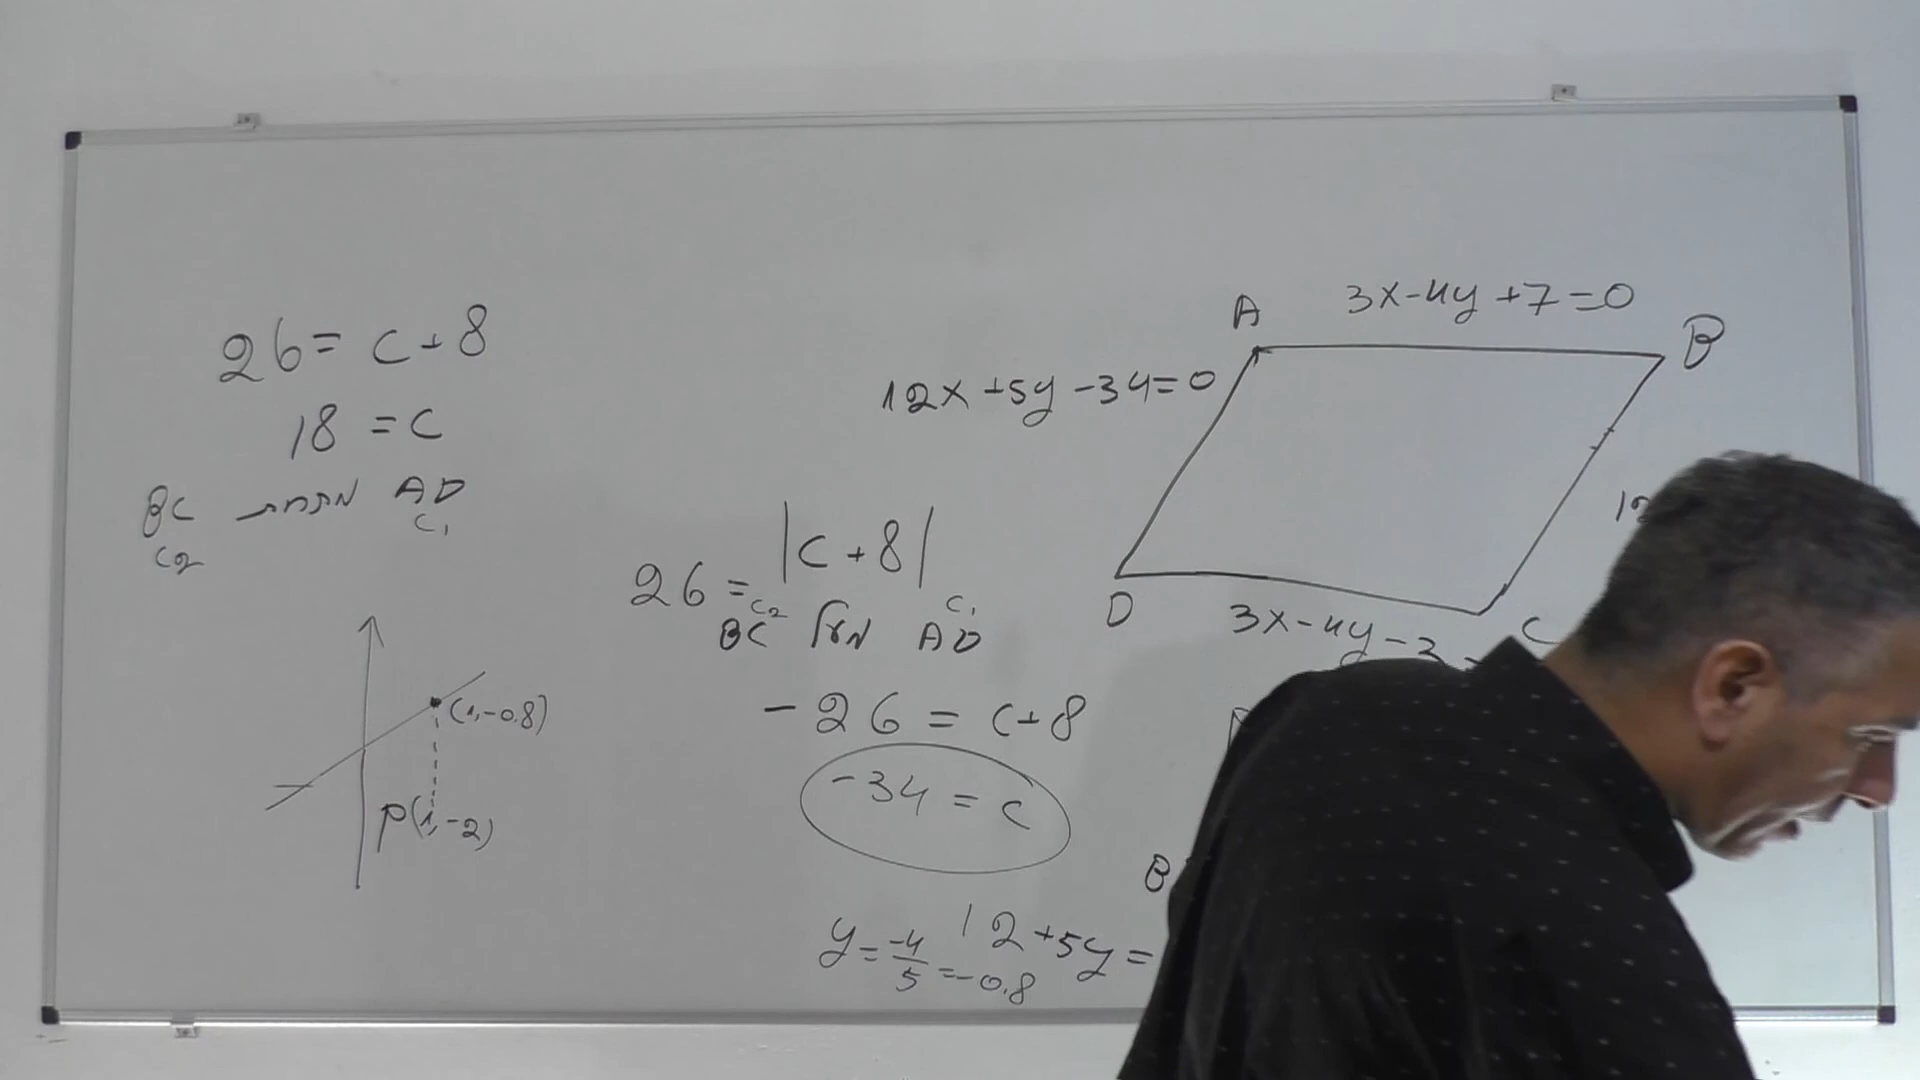 26 = c + 8
18 = c
AD מתחת BC
c₁
c₂
(1, -0.8)
P(1, -2)
26 = |c + 8|
c₂ c₁
AD מעל BC
-26 = c + 8
-34 = c
12 + 5y =
y = -4/5 = -0.8
A
3x - 4y + 7 = 0
B
12x + 5y - 34 = 0
12
D
3x - 4y - 3
C
B